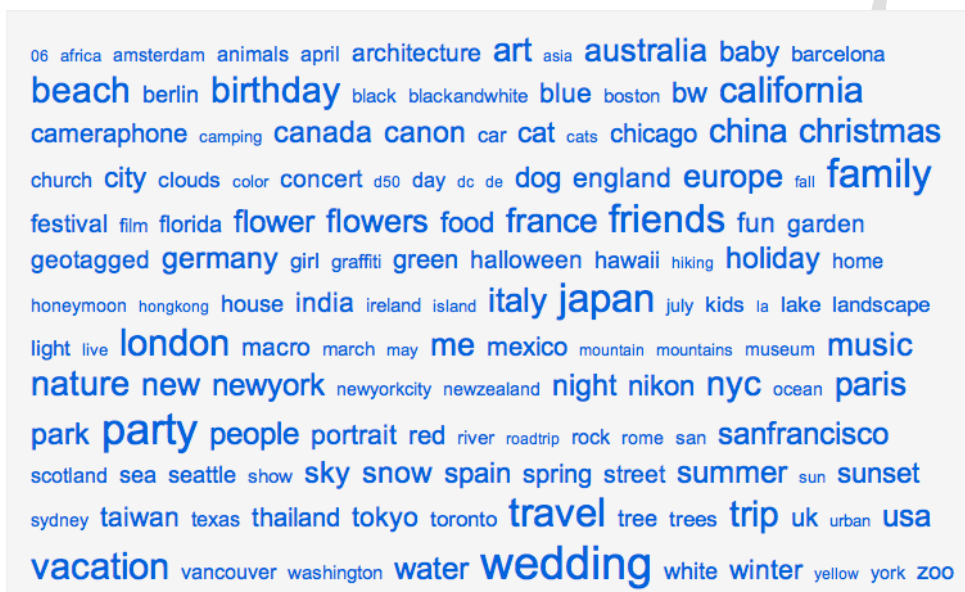 06 africa amsterdam animals april architecture art asia australia baby barcelona
beach berlin birthday black blackandwhite blue boston bw california
cameraphone camping canada canon car cat cats chicago china christmas
church city clouds color concert d50 day dc de dog england europe fall family
festival film florida flower flowers food france friends fun garden
geotagged germany girl graffiti green halloween hawaii hiking holiday home
honeymoon hongkong house india ireland island italy japan july kids la lake landscape
light live london macro march may me mexico mountain mountains museum music
nature new newyork newyorkcity newzealand night nikon nyc ocean paris
park party people portrait red river roadtrip rock rome san sanfrancisco
scotland sea seattle show sky snow spain spring street summer sun sunset
sydney taiwan texas thailand tokyo toronto travel tree trees trip uk urban usa
vacation vancouver washington water wedding white winter yellow york zoo